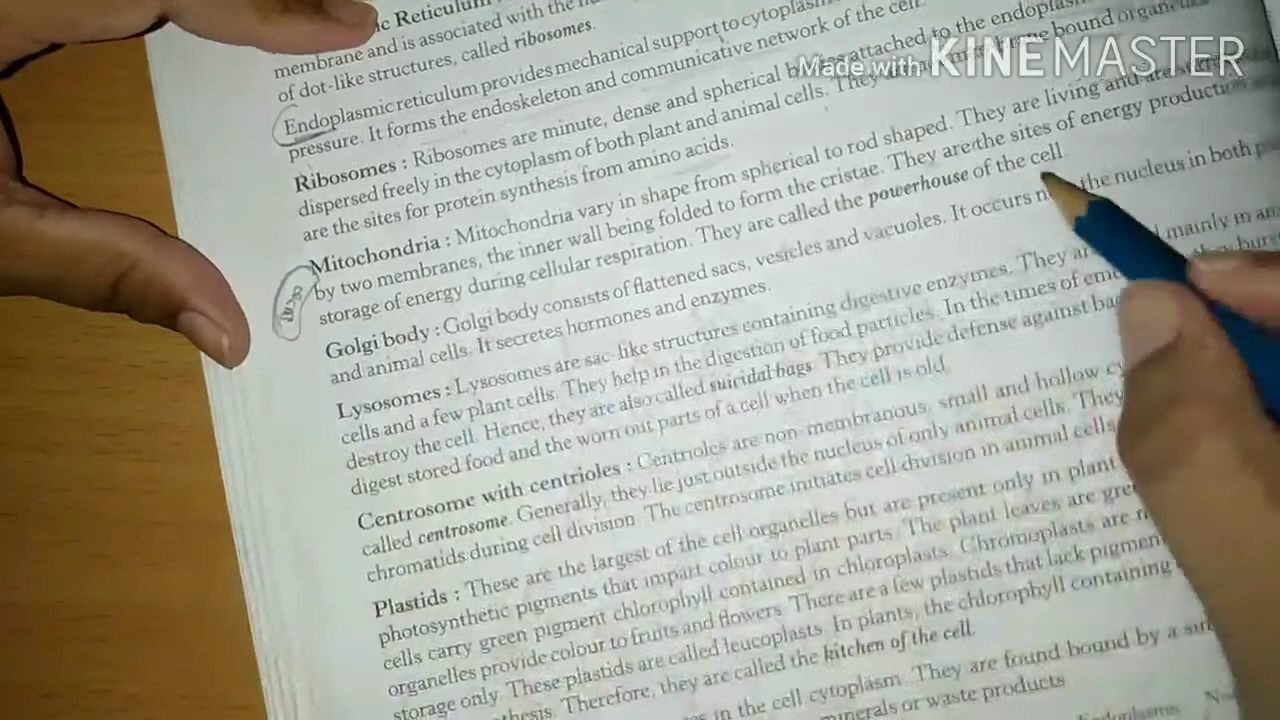 Made with KINEMASTER
ic Reticulum
membrane and is associated with the
of dot-like structures, called ribosomes.
Endoplasmic reticulum provides mechanical support to cytoplasm
pressure. It forms the endoskeleton and communicative network of the cell.
Ribosomes : Ribosomes are minute, dense and spherical attached to the endoplasm
dispersed freely in the cytoplasm of both plant and animal cells. They bound organelles
are the sites for protein synthesis from amino acids.
Mitochondria : Mitochondria vary in shape from spherical to rod shaped. They are living and are
by two membranes, the inner wall being folded to form the cristae. They are the sites of energy production
storage of energy during cellular respiration. They are called the powerhouse of the cell.
Golgi body : Golgi body consists of flattened sacs, vesicles and vacuoles. It occurs the nucleus in both
and animal cells. It secretes hormones and enzymes.
Lysosomes : Lysosomes are sac-like structures containing digestive enzymes. They mainly in
cells and a few plant cells. They help in the digestion of food particles. In the times of burst
destroy the cell. Hence, they are also called suicidal bags. They provide defense against
digest stored food and the worn out parts of a cell when the cell is old.
Centrosome with centrioles : Centrioles are non-membranous, small and hollow
called centrosome. Generally, they lie just outside the nucleus of only animal cells. They
chromatids during cell division. The centrosome initiates cell division in animal cells
Plastids : These are the largest of the cell organelles but are present only in plant
photosynthetic pigments that impart colour to plant parts. The plant leaves are
cells carry green pigment chlorophyll contained in chloroplasts. Chromoplasts are
organelles provide colour to fruits and flowers. There are a few plastids that lack
storage only. These plastids are called leucoplasts. In plants, the chlorophyll containing
thesis. Therefore, they are called the kitchen of the cell.
in the cell cytoplasm. They are found bound by a
minerals or waste products